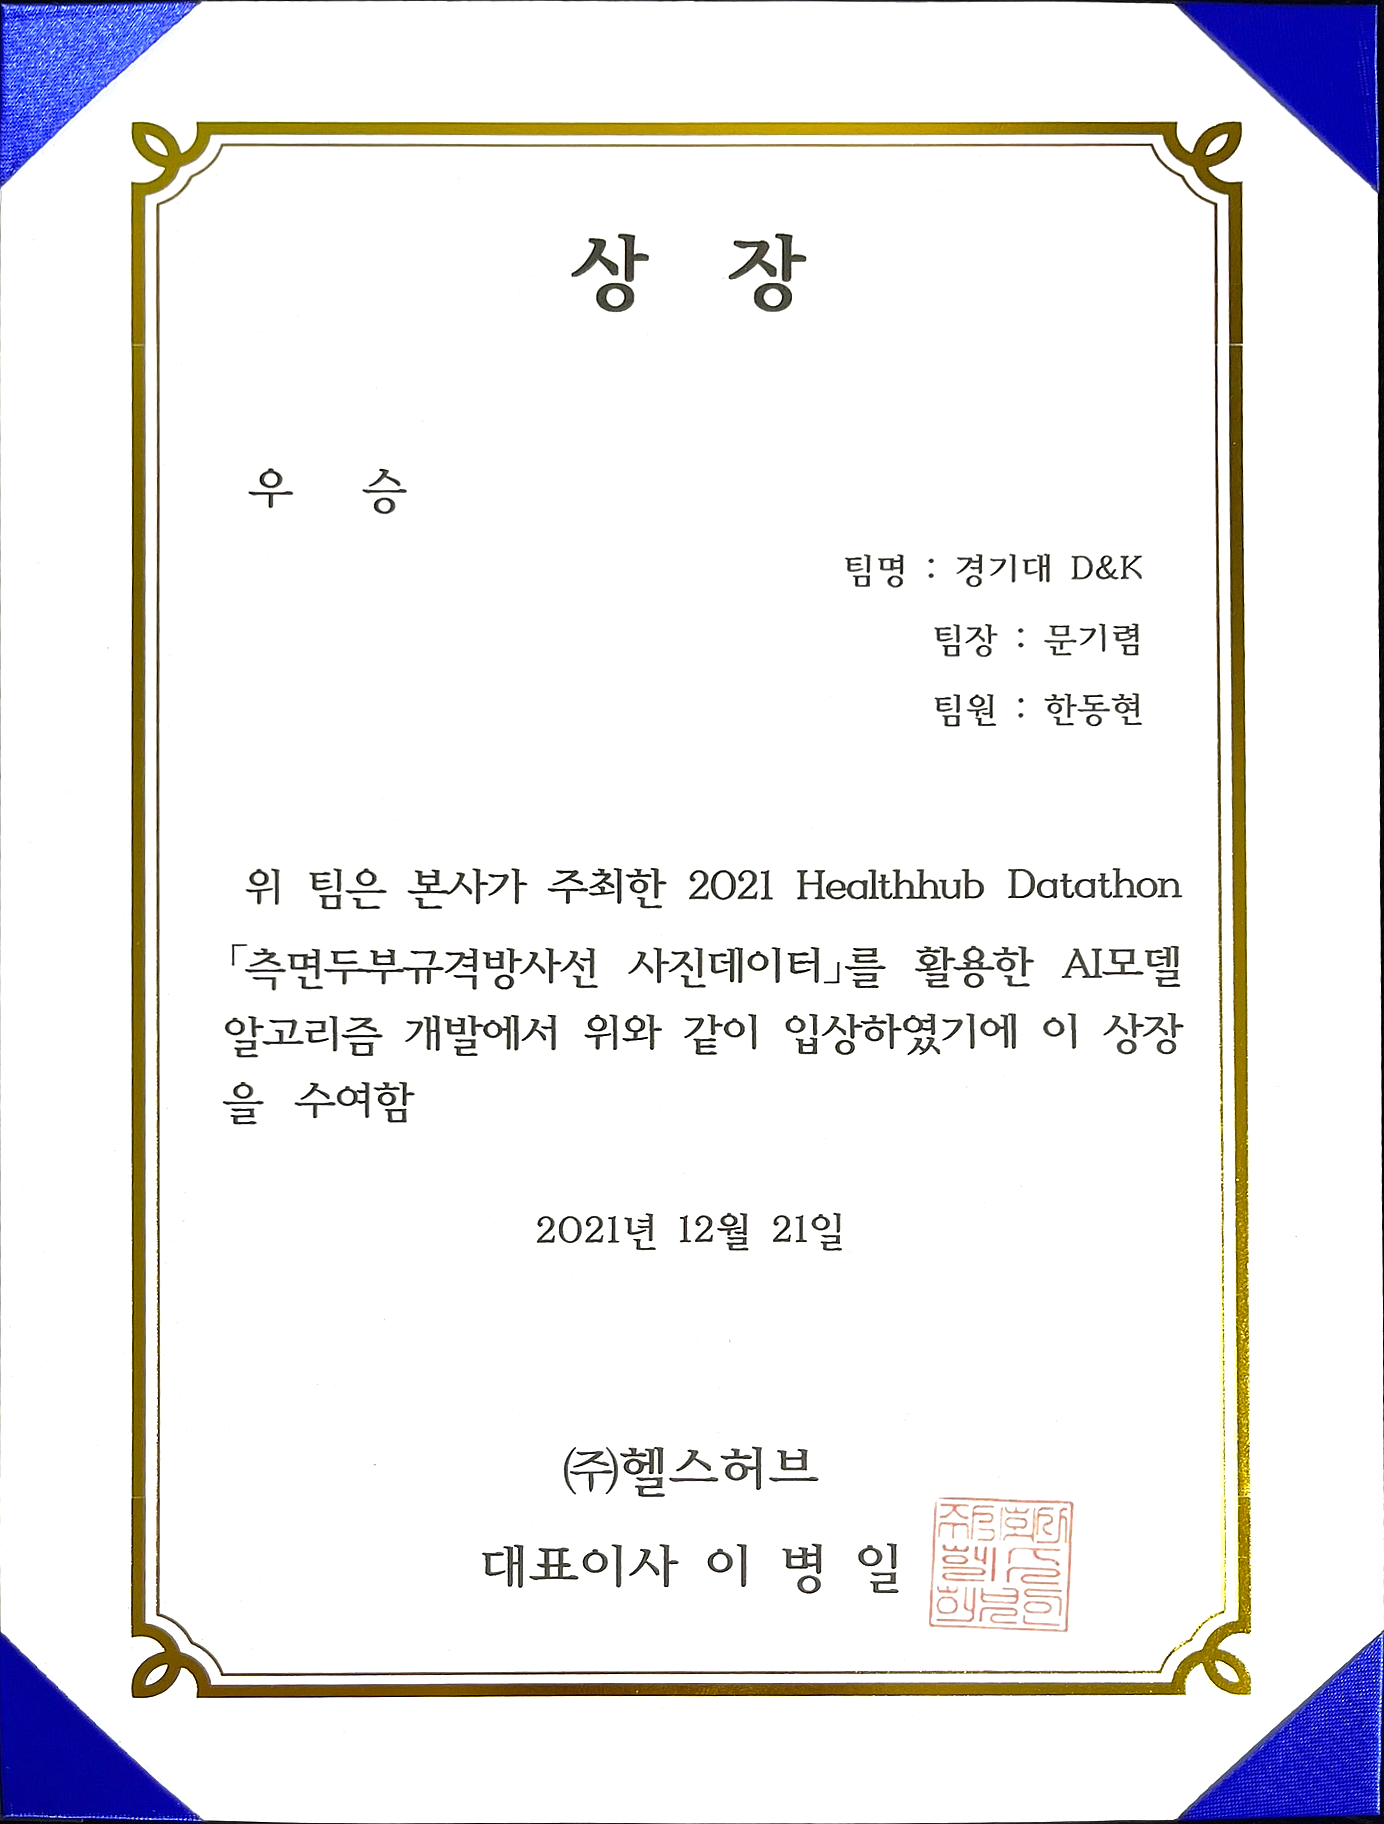 상 장
우 승
팀명 : 경기대 D&K
팀장 : 문기렴
팀원 : 한동현
위 팀은 본사가 주최한 2021 Healthhub Datathon
「측면두부규격방사선 사진데이터」를 활용한 AI모델
알고리즘 개발에서 위와 같이 입상하였기에 이 상장
을 수여함
2021년 12월 21일
㈜헬스허브
대표이사 이 병 일